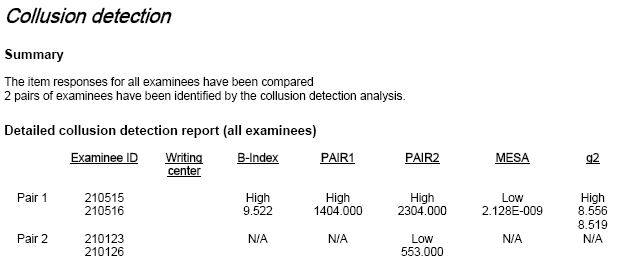 Collusion detection
Summary
The item responses for all examinees have been compared
2 pairs of examinees have been identified by the collusion detection analysis.
Detailed collusion detection report (all examinees)
Examinee ID Writing center B-Index PAIR1 PAIR2 MESA g2
Pair 1 210515 High High High Low High
210516 9.522 1404.000 2304.000 2.128E-009 8.556
8.519
Pair 2 210123 N/A N/A Low N/A N/A
210126 553.000